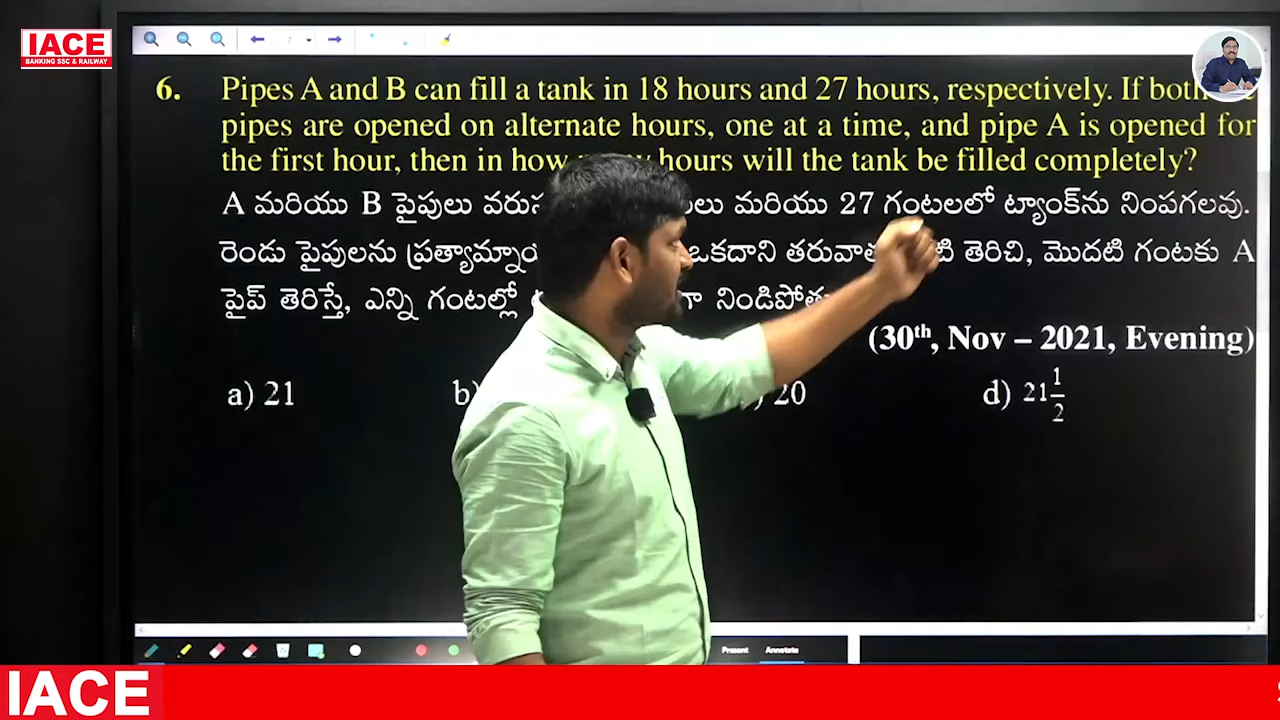 IACE
BANKING SSC & RAILWAY
7
6. Pipes A and B can fill a tank in 18 hours and 27 hours, respectively. If both
pipes are opened on alternate hours, one at a time, and pipe A is opened for
the first hour, then in how hours will the tank be filled completely?
A మరియు B పైపులు మరియు 27 గంటలలో ట్యాంక్‌ను నింపగలవు.
రెండు పైపులను ఒకదాని తెరిచి, మొదటి గంటకు A
పైప్ తెరిస్తే, ఎన్ని గంటల్లో
(30th, Nov – 2021, Evening)
a) 21 b) 20 d) 21 1/2
Present Annotate
IACE